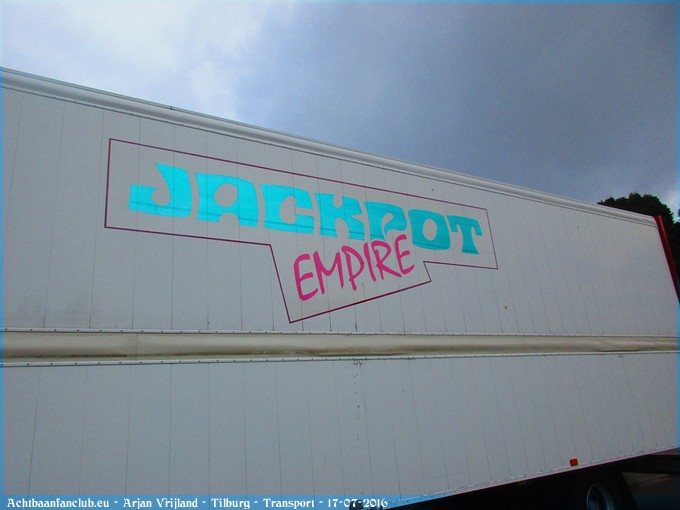 JACKPOT
EMPIRE
Achtbaanfanclub.eu - Arjan Vrijland - Tilburg - Transport - 17-07-2016